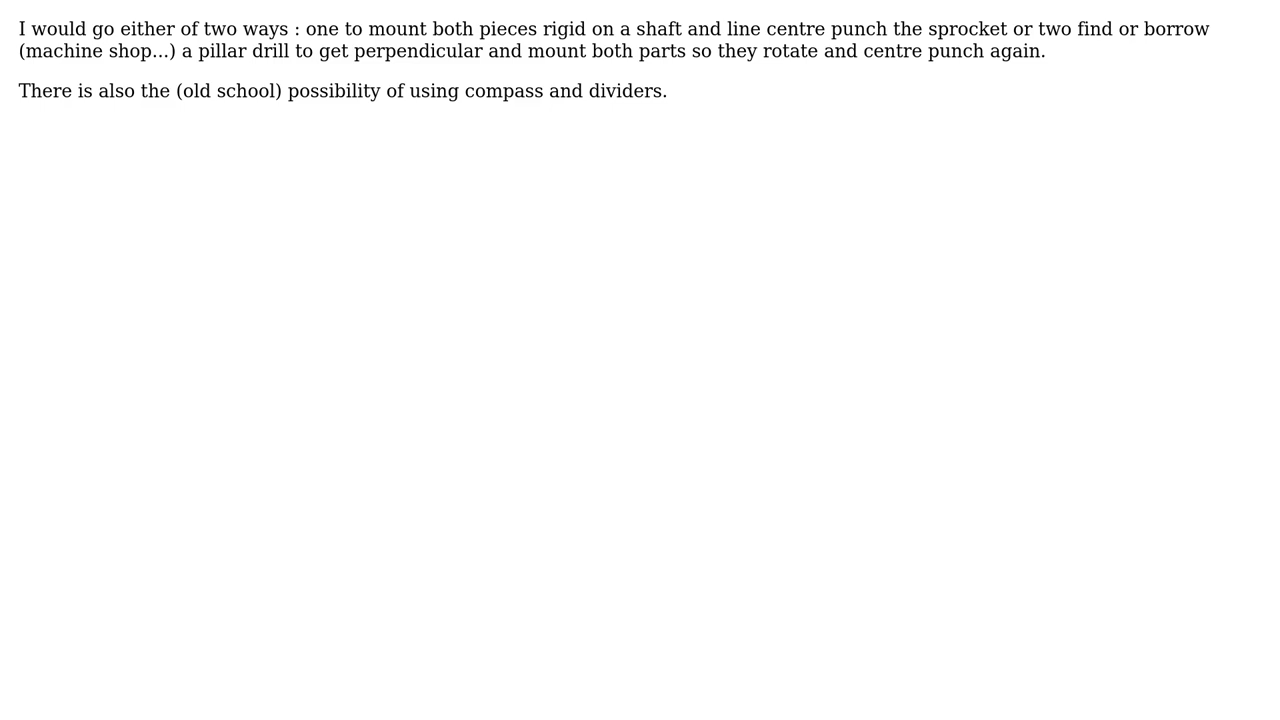 I would go either of two ways : one to mount both pieces rigid on a shaft and line centre punch the sprocket or two find or borrow
(machine shop...) a pillar drill to get perpendicular and mount both parts so they rotate and centre punch again.
There is also the (old school) possibility of using compass and dividers.